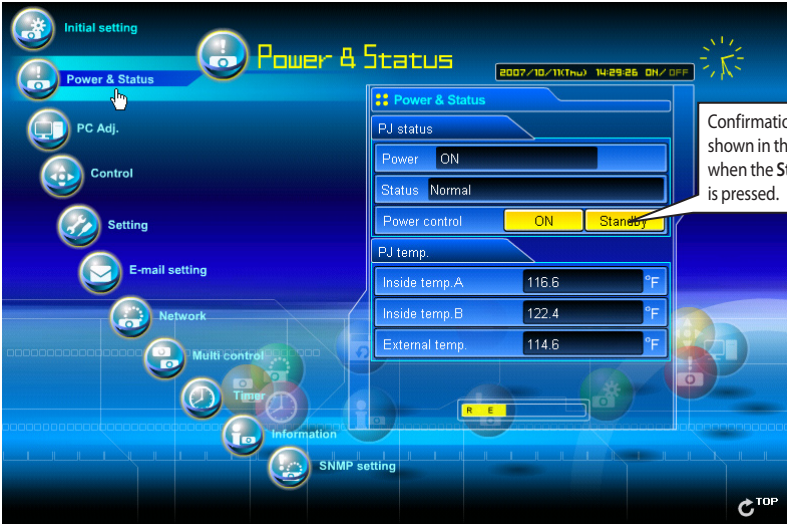 Initial setting
Power & Status
Power & Status
2007/10/11(Thu) 14:29:26 ON/OFF
Power & Status
PC Adj.
PJ status
Confirmatio
shown in th
when the St
is pressed.
Power ON
Control
Status Normal
Setting
Power control ON Standby
PJ temp.
E-mail setting
Inside temp.A 116.6 °F
Network
Inside temp.B 122.4 °F
Multi control
External temp. 114.6 °F
Timer
R E
Information
SNMP setting
TOP